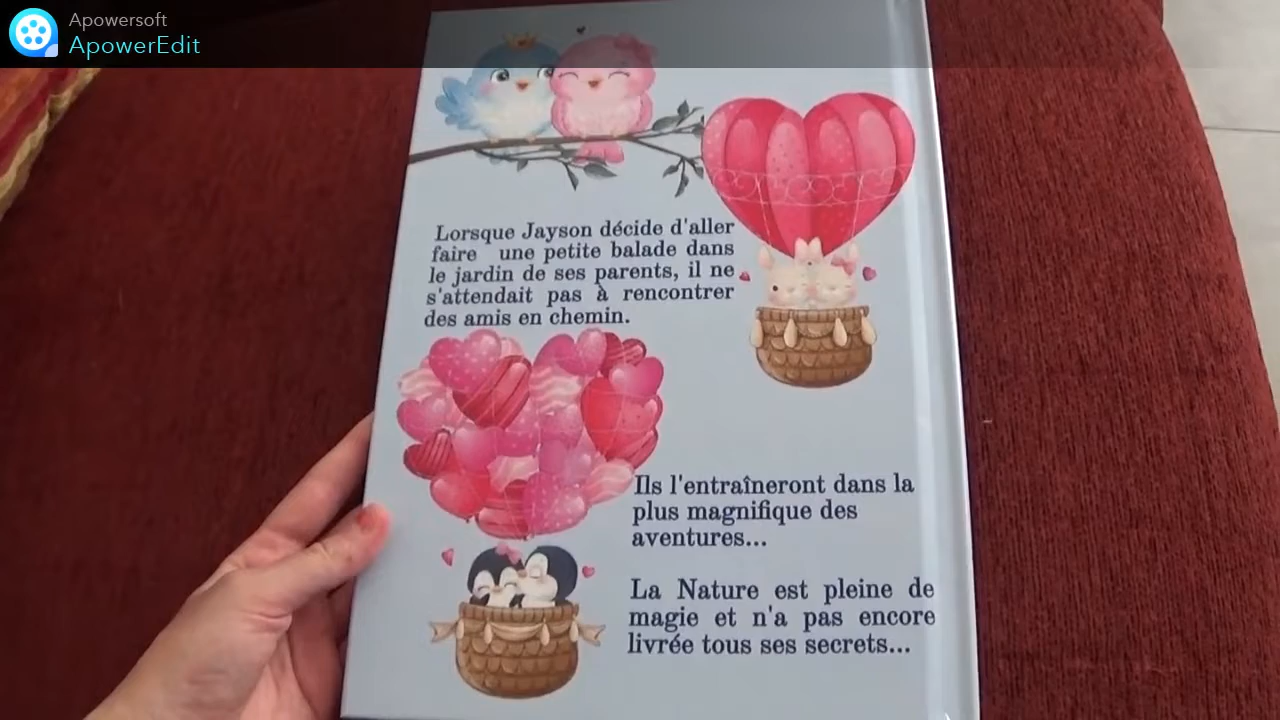 Apowersoft
ApowerEdit
Lorsque Jayson décide d'aller
faire une petite balade dans
le jardin de ses parents, il ne
s'attendait pas à rencontrer
des amis en chemin.
Ils l'entraîneront dans la
plus magnifique des
aventures...
La Nature est pleine de
magie et n'a pas encore
livrée tous ses secrets...